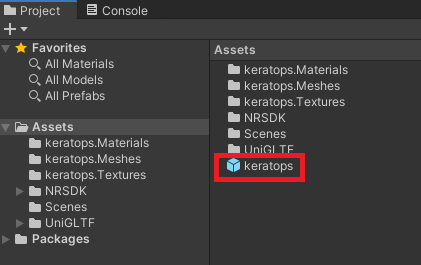 Project
Console
Favorites
All Materials
All Models
All Prefabs
Assets
keratops.Materials
keratops.Meshes
keratops.Textures
NRSDK
Scenes
UniGLTF
Packages
Assets
keratops.Materials
keratops.Meshes
keratops.Textures
NRSDK
Scenes
UniGLTF
keratops